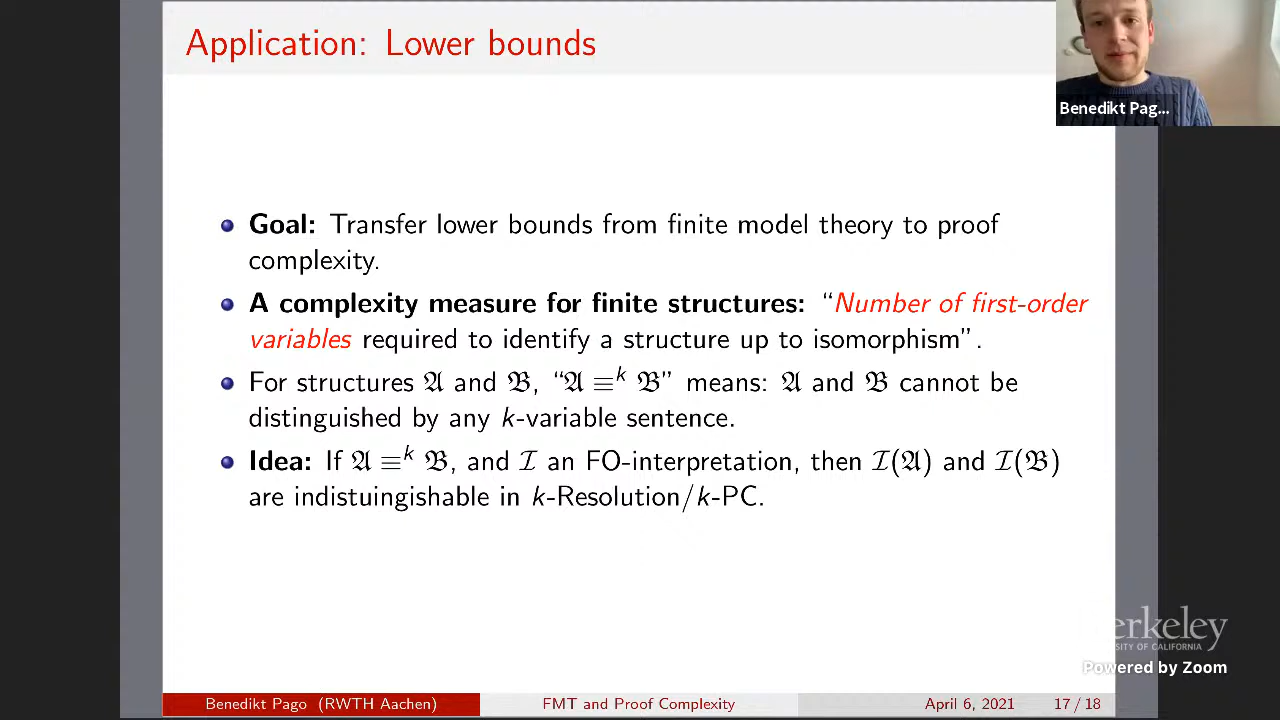 Application: Lower bounds
Benedikt Pag...
Goal: Transfer lower bounds from finite model theory to proof
complexity.
A complexity measure for finite structures: “Number of first-order
variables required to identify a structure up to isomorphism”.
For structures 𝔄 and 𝔅, “𝔄 ≡ᵏ 𝔅” means: 𝔄 and 𝔅 cannot be
distinguished by any k-variable sentence.
Idea: If 𝔄 ≡ᵏ 𝔅, and ℐ an FO-interpretation, then ℐ(𝔄) and ℐ(𝔅)
are indistuingishable in k-Resolution/k-PC.
erkeley
SITY OF CALIFORNIA
Powered by Zoom
Benedikt Pago (RWTH Aachen) FMT and Proof Complexity April 6, 2021 17 / 18